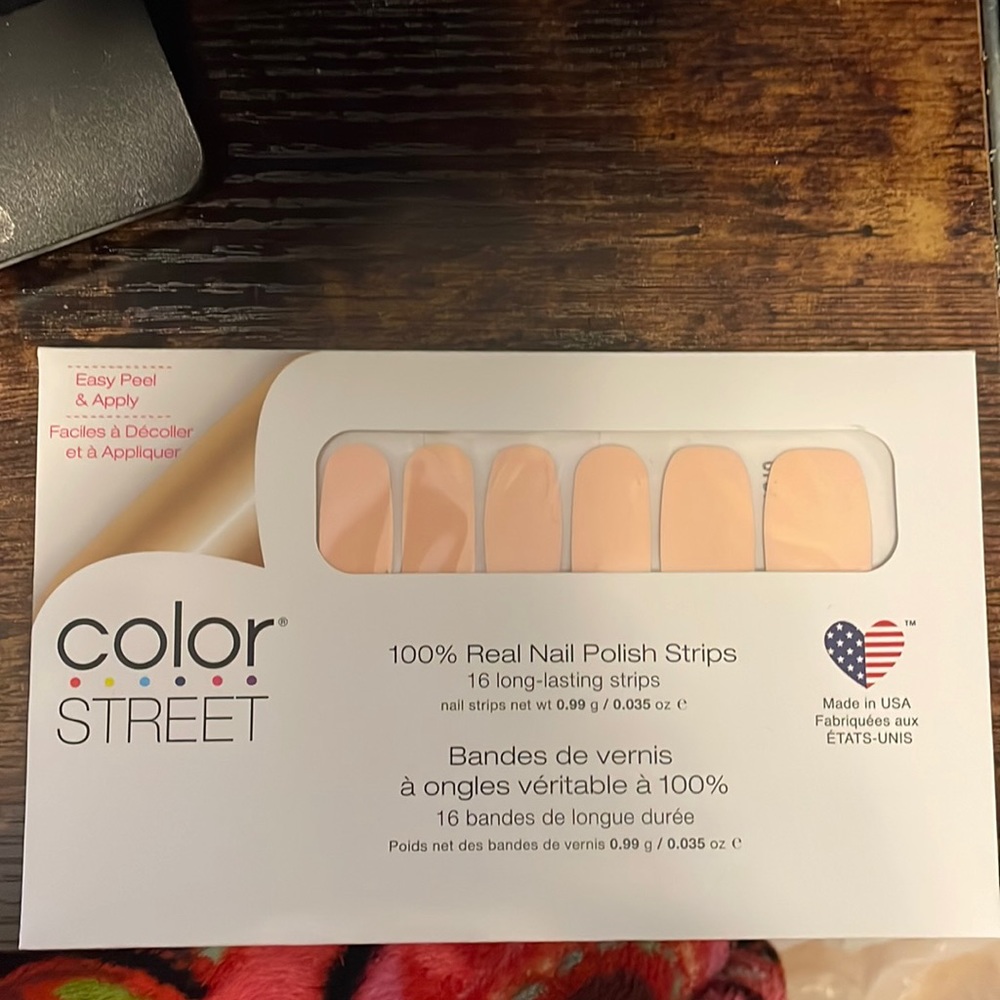 Easy Peel
& Apply
Faciles à Décoller
et à Appliquer
color®
STREET
100% Real Nail Polish Strips
16 long-lasting strips
nail strips net wt 0.99 g / 0.035 oz ℮
Bandes de vernis
à ongles véritable à 100%
16 bandes de longue durée
Poids net des bandes de vernis 0.99 g / 0.035 oz ℮
™
Made in USA
Fabriquées aux
ÉTATS-UNIS